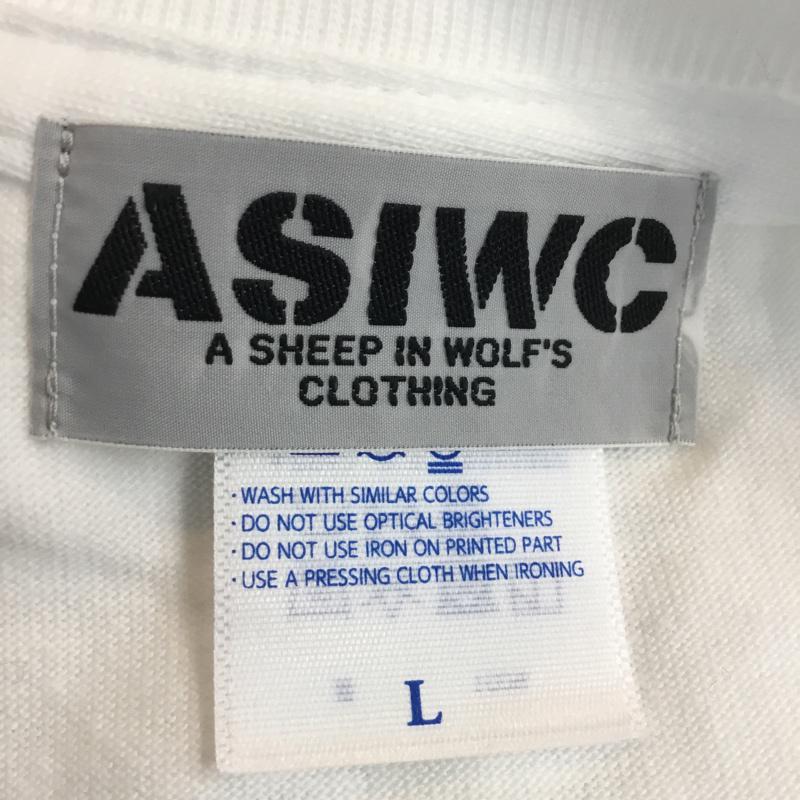 ASIWC
A SHEEP IN WOLF'S
CLOTHING
· WASH WITH SIMILAR COLORS
· DO NOT USE OPTICAL BRIGHTENERS
· DO NOT USE IRON ON PRINTED PART
· USE A PRESSING CLOTH WHEN IRONING
L